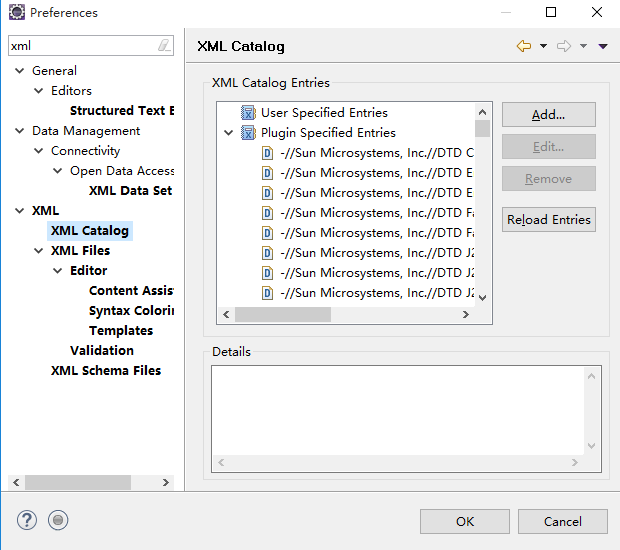 Preferences
xml
General
Editors
Structured Text E
Data Management
Connectivity
Open Data Access
XML Data Set
XML
XML Catalog
XML Files
Editor
Content Assis
Syntax Colorin
Templates
Validation
XML Schema Files
XML Catalog
XML Catalog Entries
User Specified Entries
Plugin Specified Entries
-//Sun Microsystems, Inc.//DTD C
-//Sun Microsystems, Inc.//DTD E
-//Sun Microsystems, Inc.//DTD E
-//Sun Microsystems, Inc.//DTD Fa
-//Sun Microsystems, Inc.//DTD Fa
-//Sun Microsystems, Inc.//DTD J2
-//Sun Microsystems, Inc.//DTD J2
-//Sun Microsystems, Inc.//DTD J2
Add...
Edit...
Remove
Reload Entries
Details
OK
Cancel